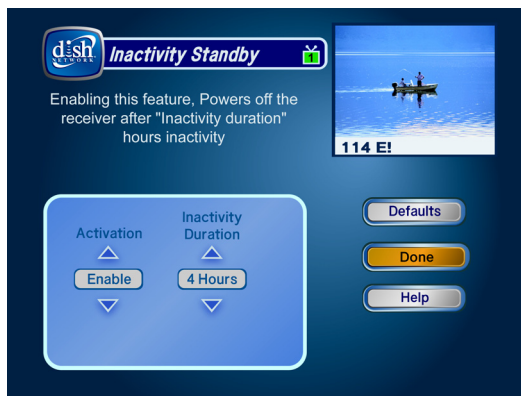 dish
NETWORK
Inactivity Standby
1
Enabling this feature, Powers off the
receiver after "Inactivity duration"
hours inactivity
114 E!
Activation
Inactivity
Duration
Enable
4 Hours
Defaults
Done
Help